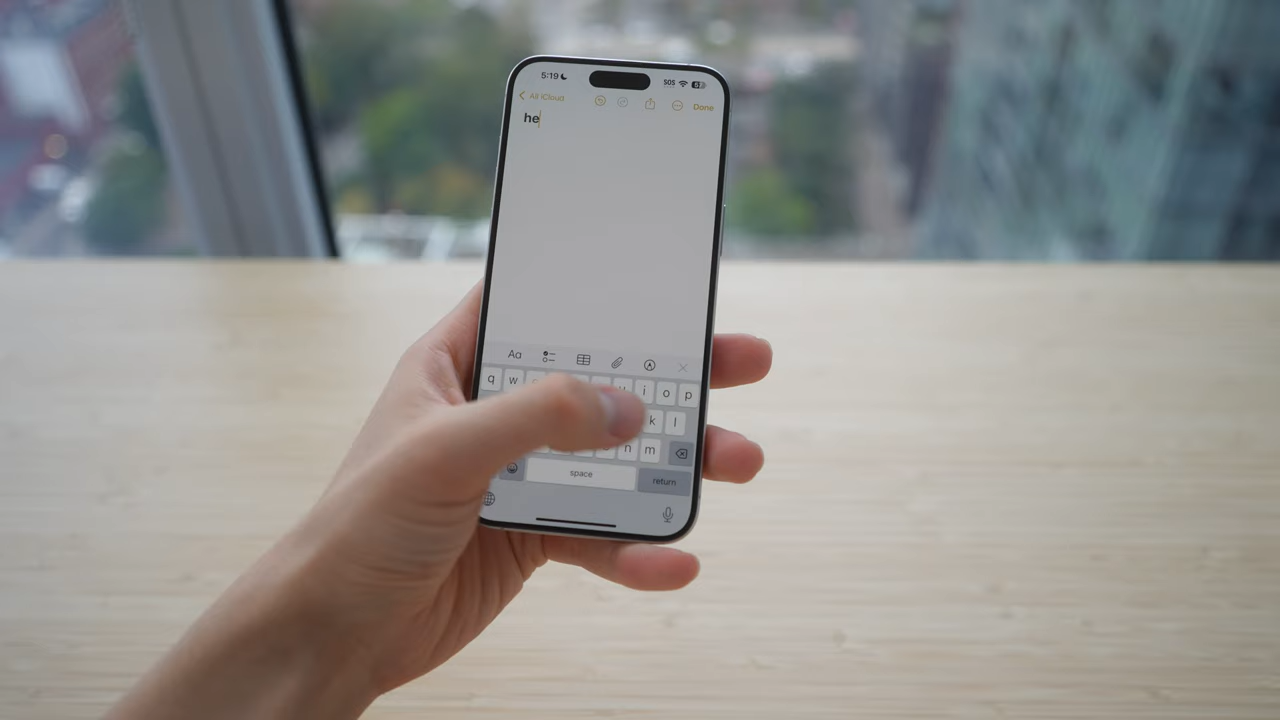 5:19 SOS
All iCloud Done
he
Aa
q w u i o p
k l
n m
space return